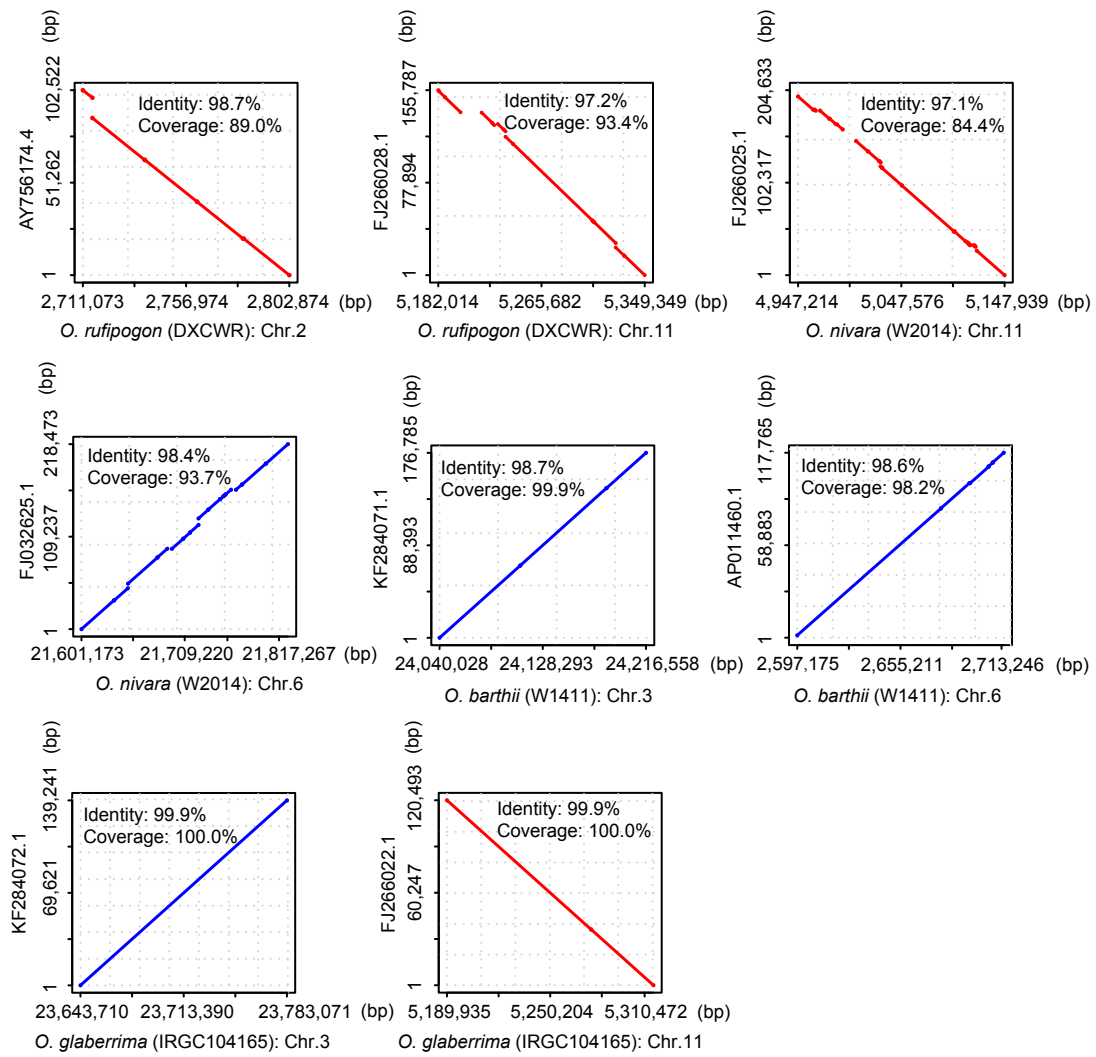 (bp)
AY756174.4
102,522
51,262
1
Identity: 98.7%
Coverage: 89.0%
2,711,073 2,756,974 2,802,874 (bp)
O. rufipogon (DXCWR): Chr.2
(bp)
FJ266028.1
155,787
77,894
1
Identity: 97.2%
Coverage: 93.4%
5,182,014 5,265,682 5,349,349 (bp)
O. rufipogon (DXCWR): Chr.11
(bp)
FJ266025.1
204,633
102,317
1
Identity: 97.1%
Coverage: 84.4%
4,947,214 5,047,576 5,147,939 (bp)
O. nivara (W2014): Chr.11
(bp)
FJ032625.1
218,473
109,237
1
Identity: 98.4%
Coverage: 93.7%
21,601,173 21,709,220 21,817,267 (bp)
O. nivara (W2014): Chr.6
(bp)
KF284071.1
176,785
88,393
1
Identity: 98.7%
Coverage: 99.9%
24,040,028 24,128,293 24,216,558 (bp)
O. barthii (W1411): Chr.3
(bp)
AP011460.1
117,765
58,883
1
Identity: 98.6%
Coverage: 98.2%
2,597,175 2,655,211 2,713,246 (bp)
O. barthii (W1411): Chr.6
(bp)
KF284072.1
139,241
69,621
1
Identity: 99.9%
Coverage: 100.0%
23,643,710 23,713,390 23,783,071 (bp)
O. glaberrima (IRGC104165): Chr.3
(bp)
FJ266022.1
120,493
60,247
1
Identity: 99.9%
Coverage: 100.0%
5,189,935 5,250,204 5,310,472 (bp)
O. glaberrima (IRGC104165): Chr.11